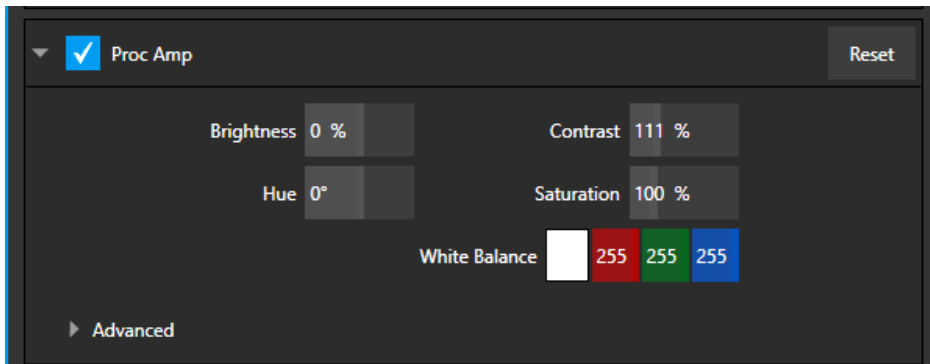 Proc Amp Reset
Brightness 0 % Contrast 111 %
Hue 0° Saturation 100 %
White Balance 255 255 255
Advanced